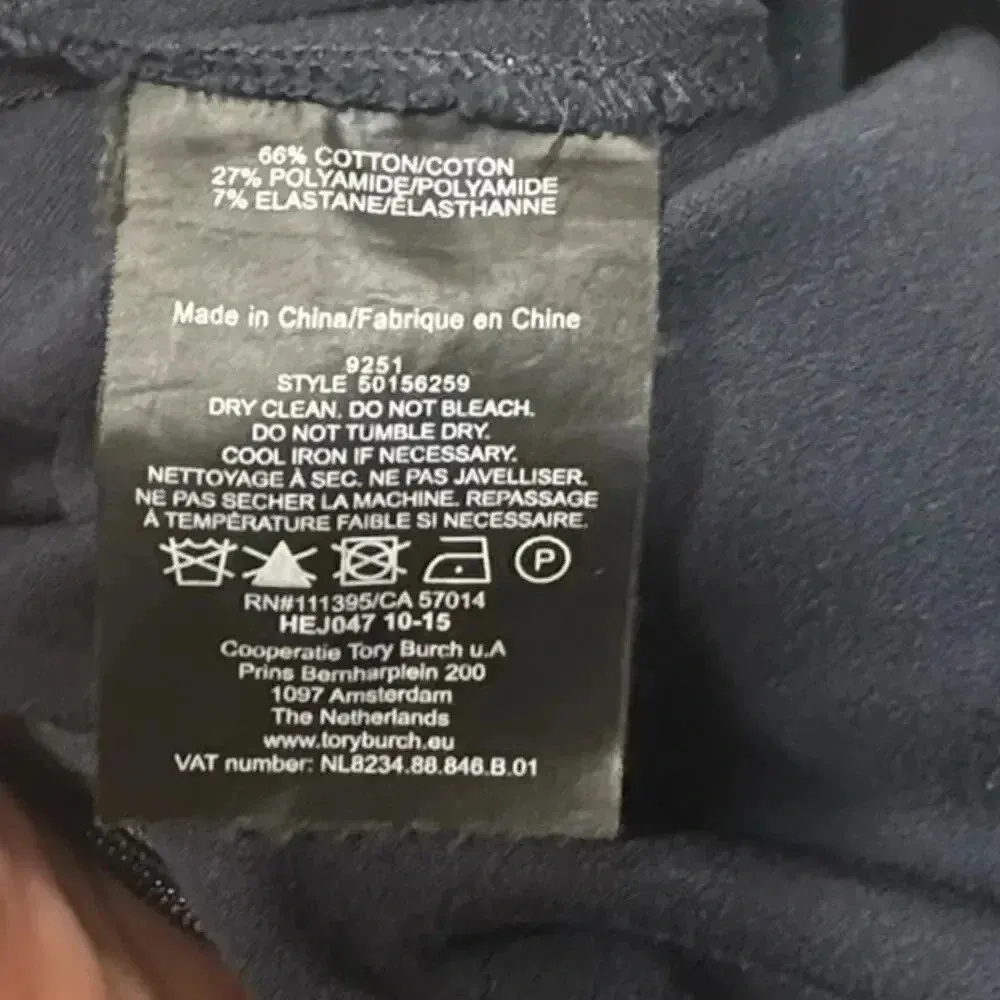 66% COTTON/COTON
27% POLYAMIDE/POLYAMIDE
7% ELASTANE/ÉLASTHANNE
Made in China/Fabrique en Chine
9251
STYLE 50156259
DRY CLEAN. DO NOT BLEACH.
DO NOT TUMBLE DRY.
COOL IRON IF NECESSARY.
NETTOYAGE À SEC. NE PAS JAVELLISER.
NE PAS SECHER LA MACHINE. REPASSAGE
À TEMPÉRATURE FAIBLE SI NECESSAIRE.
P
RN#111395/CA 57014
HEJ047 10-15
Cooperatie Tory Burch u.A
Prins Bernharplein 200
1097 Amsterdam
The Netherlands
www.toryburch.eu
VAT number: NL8234.88.846.B.01